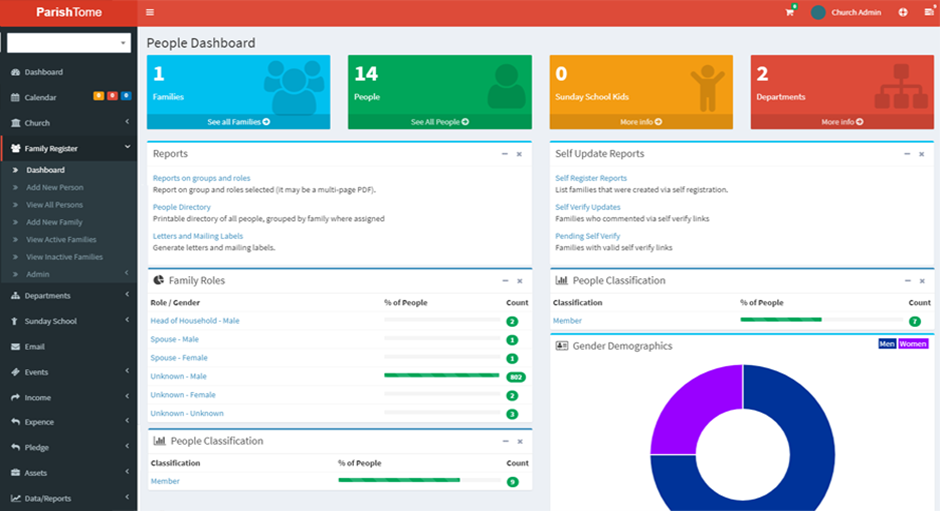 ParishTome
0
Church Admin
People Dashboard
Dashboard
Calendar
0 0 0
Church
Family Register
Dashboard
Add New Person
View All Persons
Add New Family
View Active Families
View Inactive Families
Admin
Departments
Sunday School
Email
Events
Income
Expence
Pledge
Assets
Data/Reports
1
Families
See all Families
14
People
See All People
0
Sunday School Kids
More info
2
Departments
More info
Reports
Reports on groups and roles
Report on group and roles selected (it may be a multi-page PDF).
People Directory
Printable directory of all people, grouped by family where assigned
Letters and Mailing Labels
Generate letters and mailing labels.
Self Update Reports
Self Register Reports
List families that were created via self registration.
Self Verify Updates
Families who commented via self verify links
Pending Self Verify
Families with valid self verify links
Family Roles
Role / Gender % of People Count
Head of Household - Male 2
Spouse - Male 1
Spouse - Female 1
Unknown - Male 802
Unknown - Female 2
Unknown - Unknown 3
People Classification
Classification % of People Count
Member 9
People Classification
Classification % of People Count
Member 7
Gender Demographics
Men Women